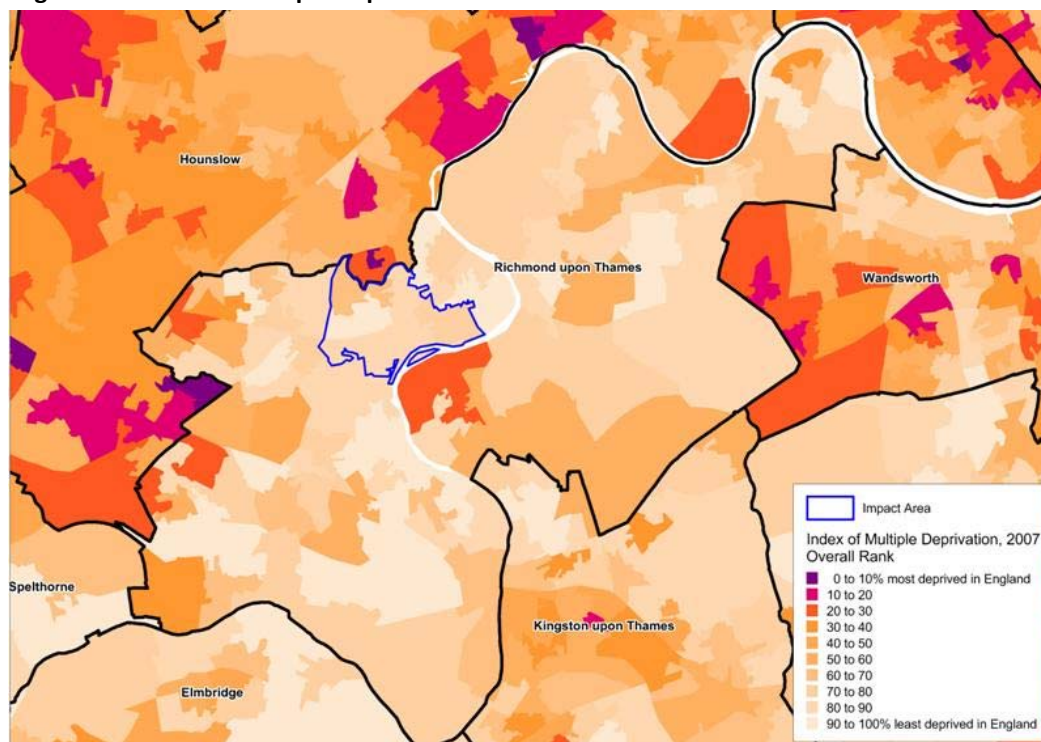 Hounslow
Richmond upon Thames
Wandsworth
Spelthorne
Kingston upon Thames
Elmbridge
Impact Area
Index of Multiple Deprivation, 2007
Overall Rank
0 to 10% most deprived in England
10 to 20
20 to 30
30 to 40
40 to 50
50 to 60
60 to 70
70 to 80
80 to 90
90 to 100% least deprived in England